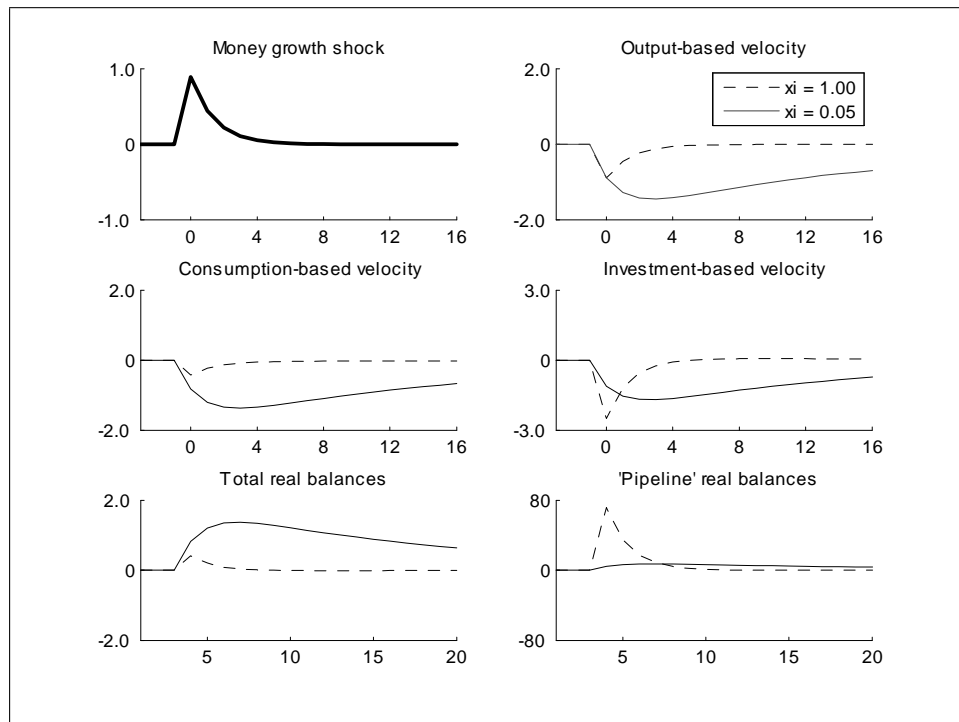 Money growth shock
1.0
0
-1.0
0 4 8 12 16
Output-based velocity
2.0
0
-2.0
0 4 8 12 16
xi = 1.00
xi = 0.05
Consumption-based velocity
2.0
0
-2.0
0 4 8 12 16
Investment-based velocity
3.0
0
-3.0
0 4 8 12 16
Total real balances
2.0
0
-2.0
5 10 15 20
'Pipeline' real balances
80
0
-80
5 10 15 20